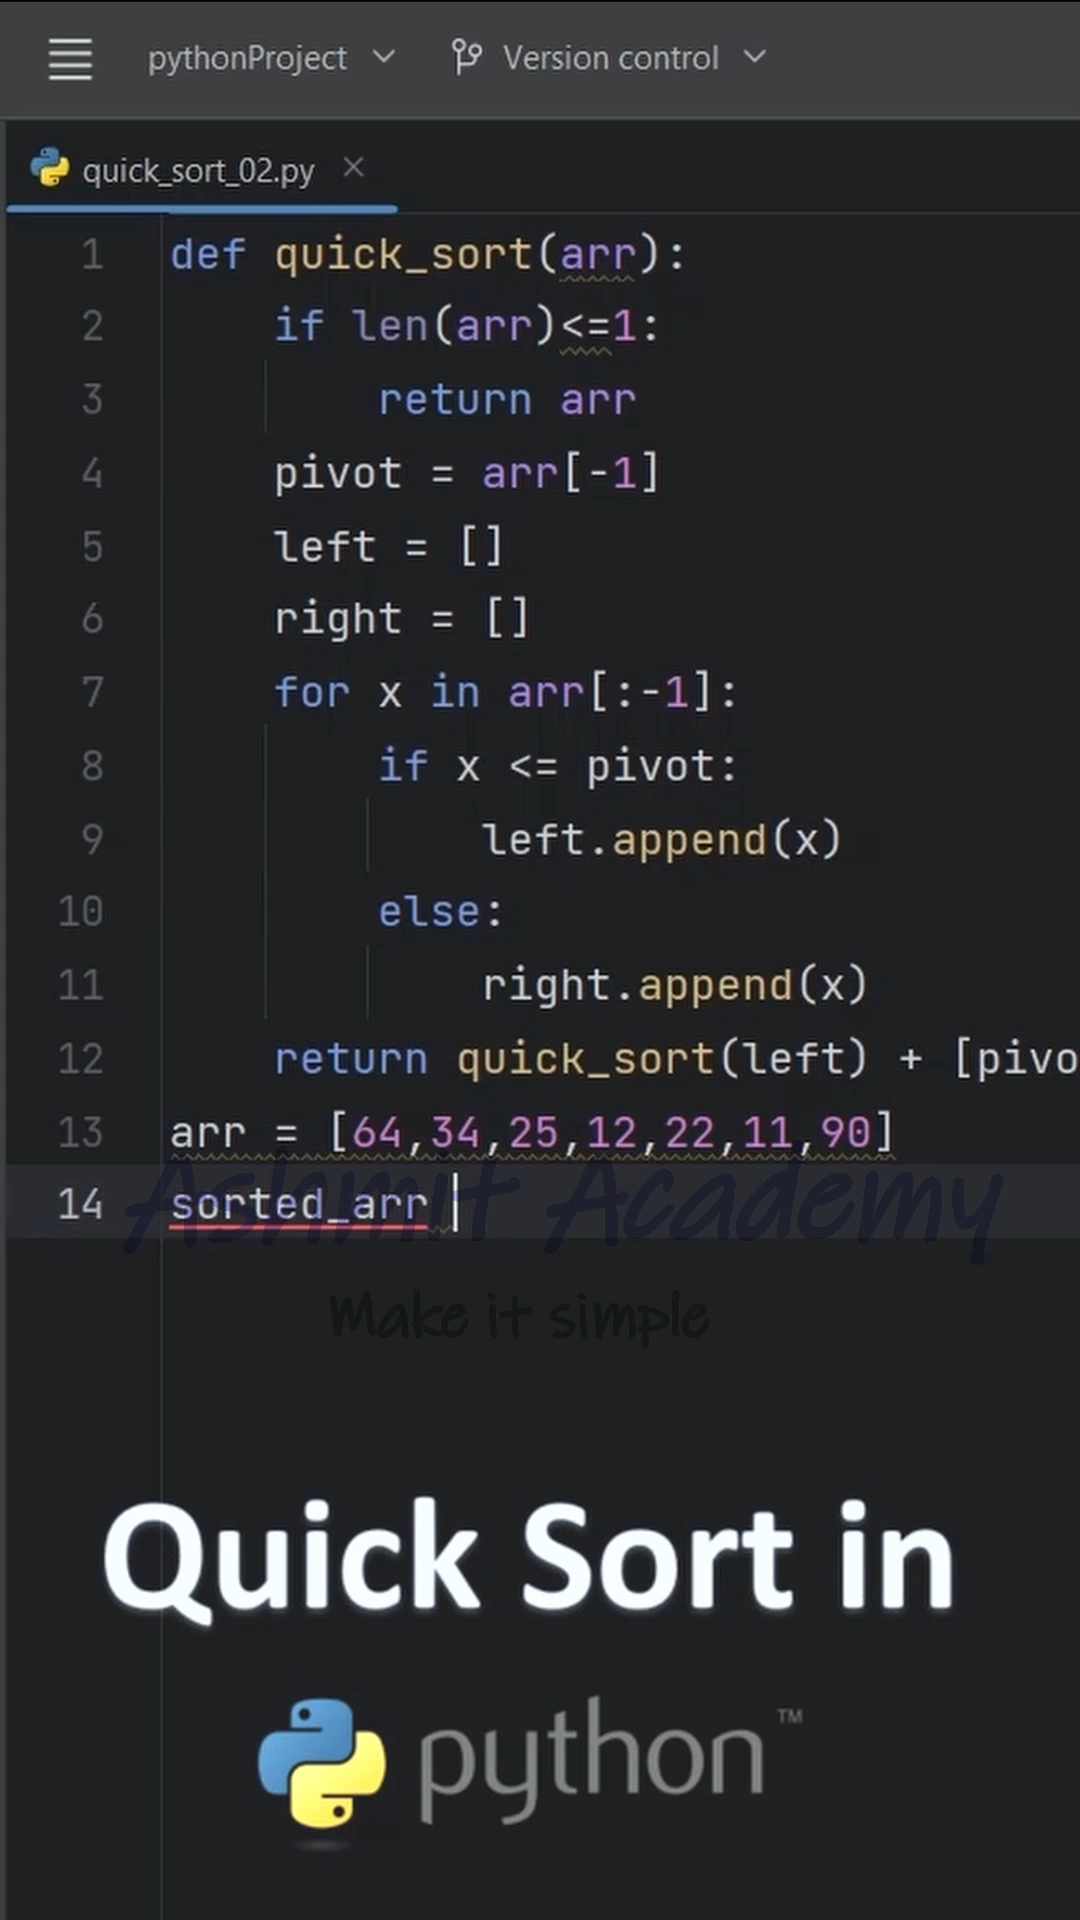 pythonProject Version control
quick_sort_02.py
1 def quick_sort(arr):
2     if len(arr)<=1:
3         return arr
4     pivot = arr[-1]
5     left = []
6     right = []
7     for x in arr[:-1]:
8         if x <= pivot:
9             left.append(x)
10         else:
11             right.append(x)
12     return quick_sort(left) + [pivo
13 arr = [64,34,25,12,22,11,90]
14 sorted_arr
Ashmit Academy
Make it simple
Quick Sort in
python™